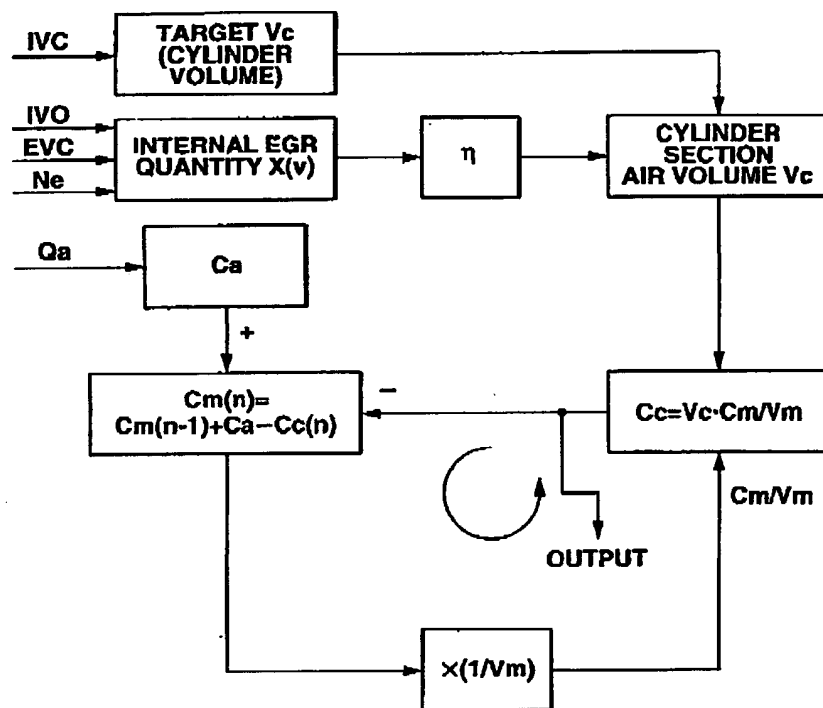 IVC
TARGET Vc
(CYLINDER
VOLUME)
IVO
EVC
Ne
INTERNAL EGR
QUANTITY X(v)
η
CYLINDER
SECTION
AIR VOLUME Vc
Qa
Ca
+
Cm(n)=
Cm(n-1)+Ca−Cc(n)
−
Cc=Vc·Cm/Vm
Cm/Vm
OUTPUT
×(1/Vm)